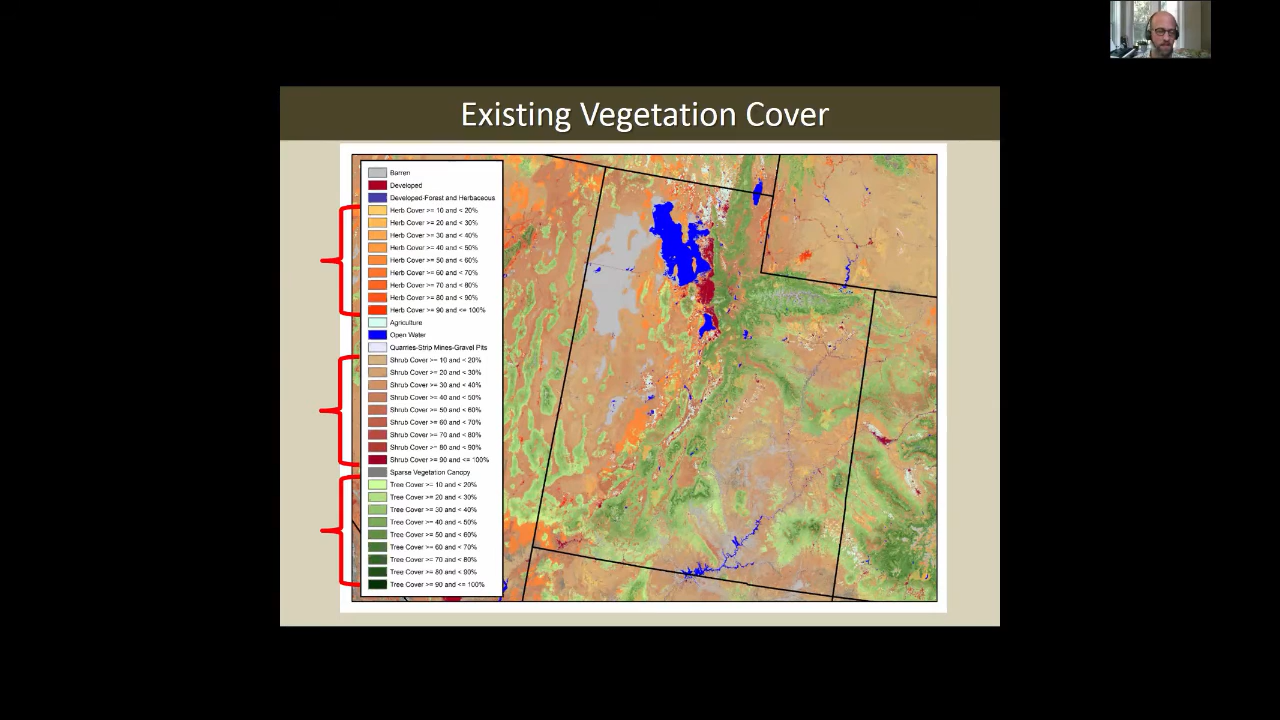 Existing Vegetation Cover
Barren
Developed
Developed-Forest and Herbaceous
Herb Cover >= 10 and < 20%
Herb Cover >= 20 and < 30%
Herb Cover >= 30 and < 40%
Herb Cover >= 40 and < 50%
Herb Cover >= 50 and < 60%
Herb Cover >= 60 and < 70%
Herb Cover >= 70 and < 80%
Herb Cover >= 80 and < 90%
Herb Cover >= 90 and <= 100%
Agriculture
Open Water
Quarries-Strip Mines-Gravel Pits
Shrub Cover >= 10 and < 20%
Shrub Cover >= 20 and < 30%
Shrub Cover >= 30 and < 40%
Shrub Cover >= 40 and < 50%
Shrub Cover >= 50 and < 60%
Shrub Cover >= 60 and < 70%
Shrub Cover >= 70 and < 80%
Shrub Cover >= 80 and < 90%
Shrub Cover >= 90 and <= 100%
Sparse Vegetation Canopy
Tree Cover >= 10 and < 20%
Tree Cover >= 20 and < 30%
Tree Cover >= 30 and < 40%
Tree Cover >= 40 and < 50%
Tree Cover >= 50 and < 60%
Tree Cover >= 60 and < 70%
Tree Cover >= 70 and < 80%
Tree Cover >= 80 and < 90%
Tree Cover >= 90 and <= 100%